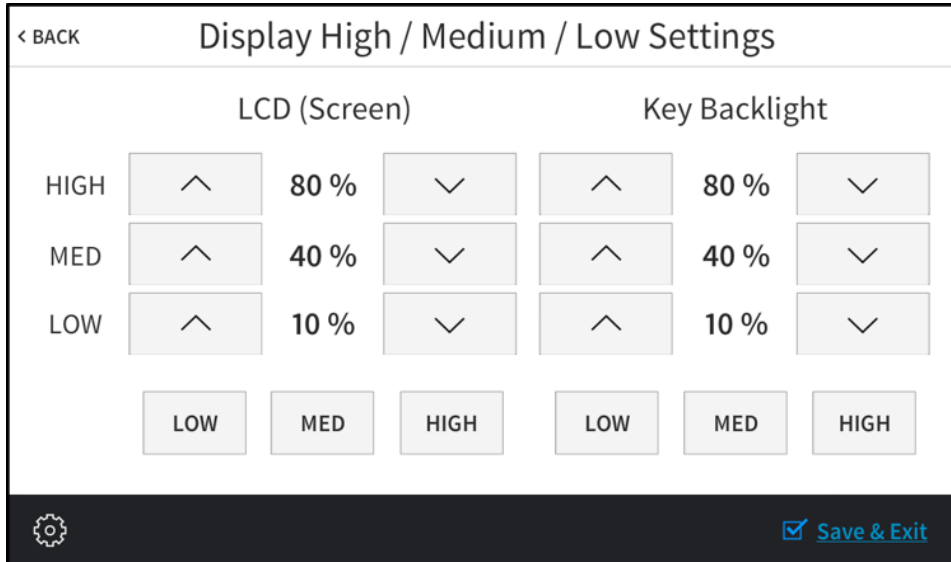 < BACK Display High / Medium / Low Settings
LCD (Screen) Key Backlight
HIGH 80 % 80 %
MED 40 % 40 %
LOW 10 % 10 %
LOW MED HIGH LOW MED HIGH
Save & Exit